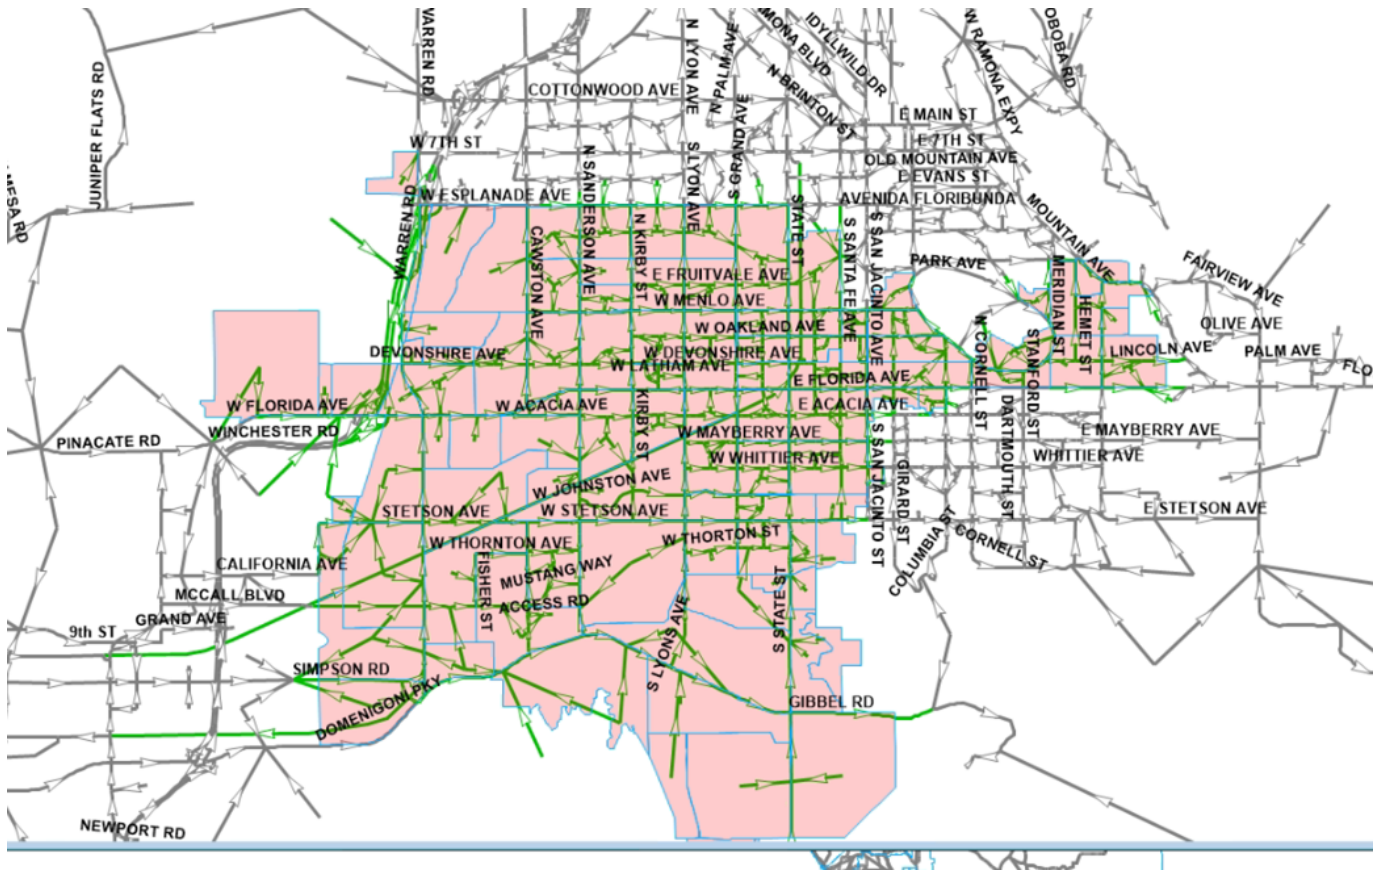 WARREN RD
N LYON AVE
N PALM AVE
MONA BLVD
IDYLLWILD DR
W RAMONA EXPY
OBOBA RD
JUNIPER FLATS RD
COTTONWOOD AVE
N BRINTON ST
E MAIN ST
W 7TH ST
E 7TH ST
S GRAND AVE
OLD MOUNTAIN AVE
N SANDERSON AVE
S LYON AVE
E EVANS ST
MESA RD
W ESPLANADE AVE
AVENIDA FLORIBUNDA
WARREN RD
CAWSTON AVE
N KIRBY ST
STATE ST
S SANTA FE AVE
S SAN JACINTO AVE
MOUNTAIN AVE
PARK AVE
MERIDIAN ST
FAIRVIEW AVE
E FRUITVALE AVE
W MENLO AVE
HEMET ST
W OAKLAND AVE
N CORNELL ST
STANFORD ST
OLIVE AVE
DEVONSHIRE AVE
W DEVONSHIRE AVE
LINCOLN AVE
PALM AVE
W LATHAM AVE
FLO
E FLORIDA AVE
W FLORIDA AVE
W ACACIA AVE
KIRBY ST
E ACACIA AVE
DARTMOUTH ST
WINCHESTER RD
PINACATE RD
W MAYBERRY AVE
S SAN JACINTO ST
E MAYBERRY AVE
W WHITTIER AVE
GIRARD ST
WHITTIER AVE
W JOHNSTON AVE
STETSON AVE
W STETSON AVE
E STETSON AVE
COLUMBIA ST
CORNELL ST
W THORNTON AVE
W THORTON ST
CALIFORNIA AVE
FISHER ST
MUSTANG WAY
MCCALL BLVD
ACCESS RD
S STATE ST
GRAND AVE
9th ST
S LYONS AVE
SIMPSON RD
DOMENIGONI PKY
GIBBEL RD
NEWPORT RD